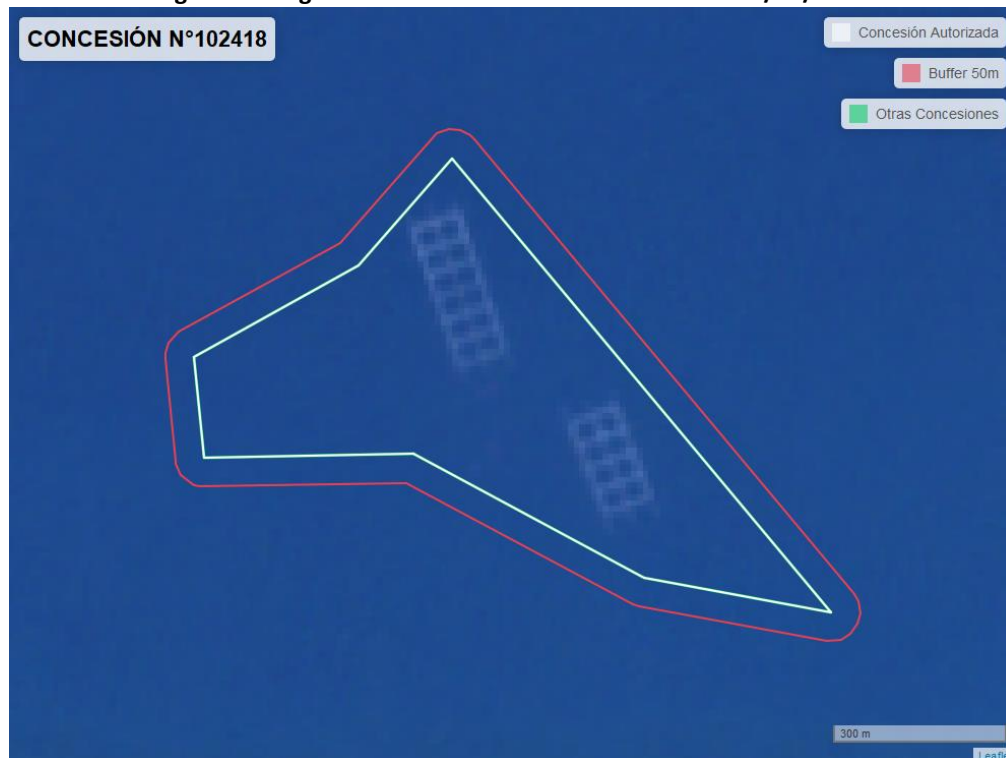 CONCESIÓN N°102418
Concesión Autorizada
Buffer 50m
Otras Concesiones
300 m